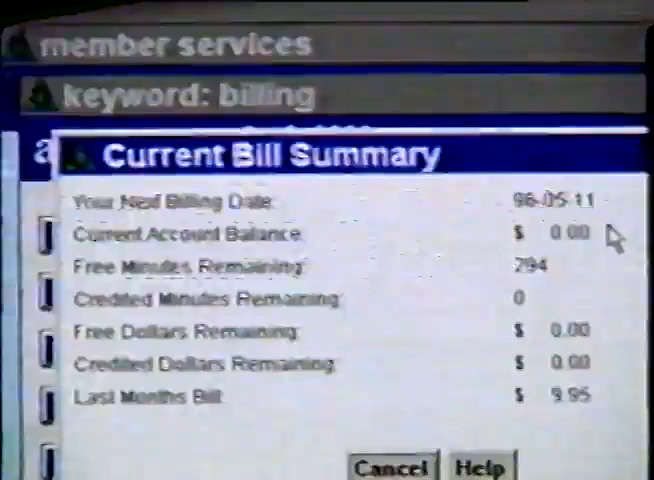 member services
keyword: billing
a
Current Bill Summary
Your Next Billing Date: 96-05-11
Current Account Balance: $ 0.00
Free Minutes Remaining: 294
Credited Minutes Remaining: 0
Free Dollars Remaining: $ 0.00
Credited Dollars Remaining: $ 0.00
Last Months Bill: $ 9.95
Cancel Help